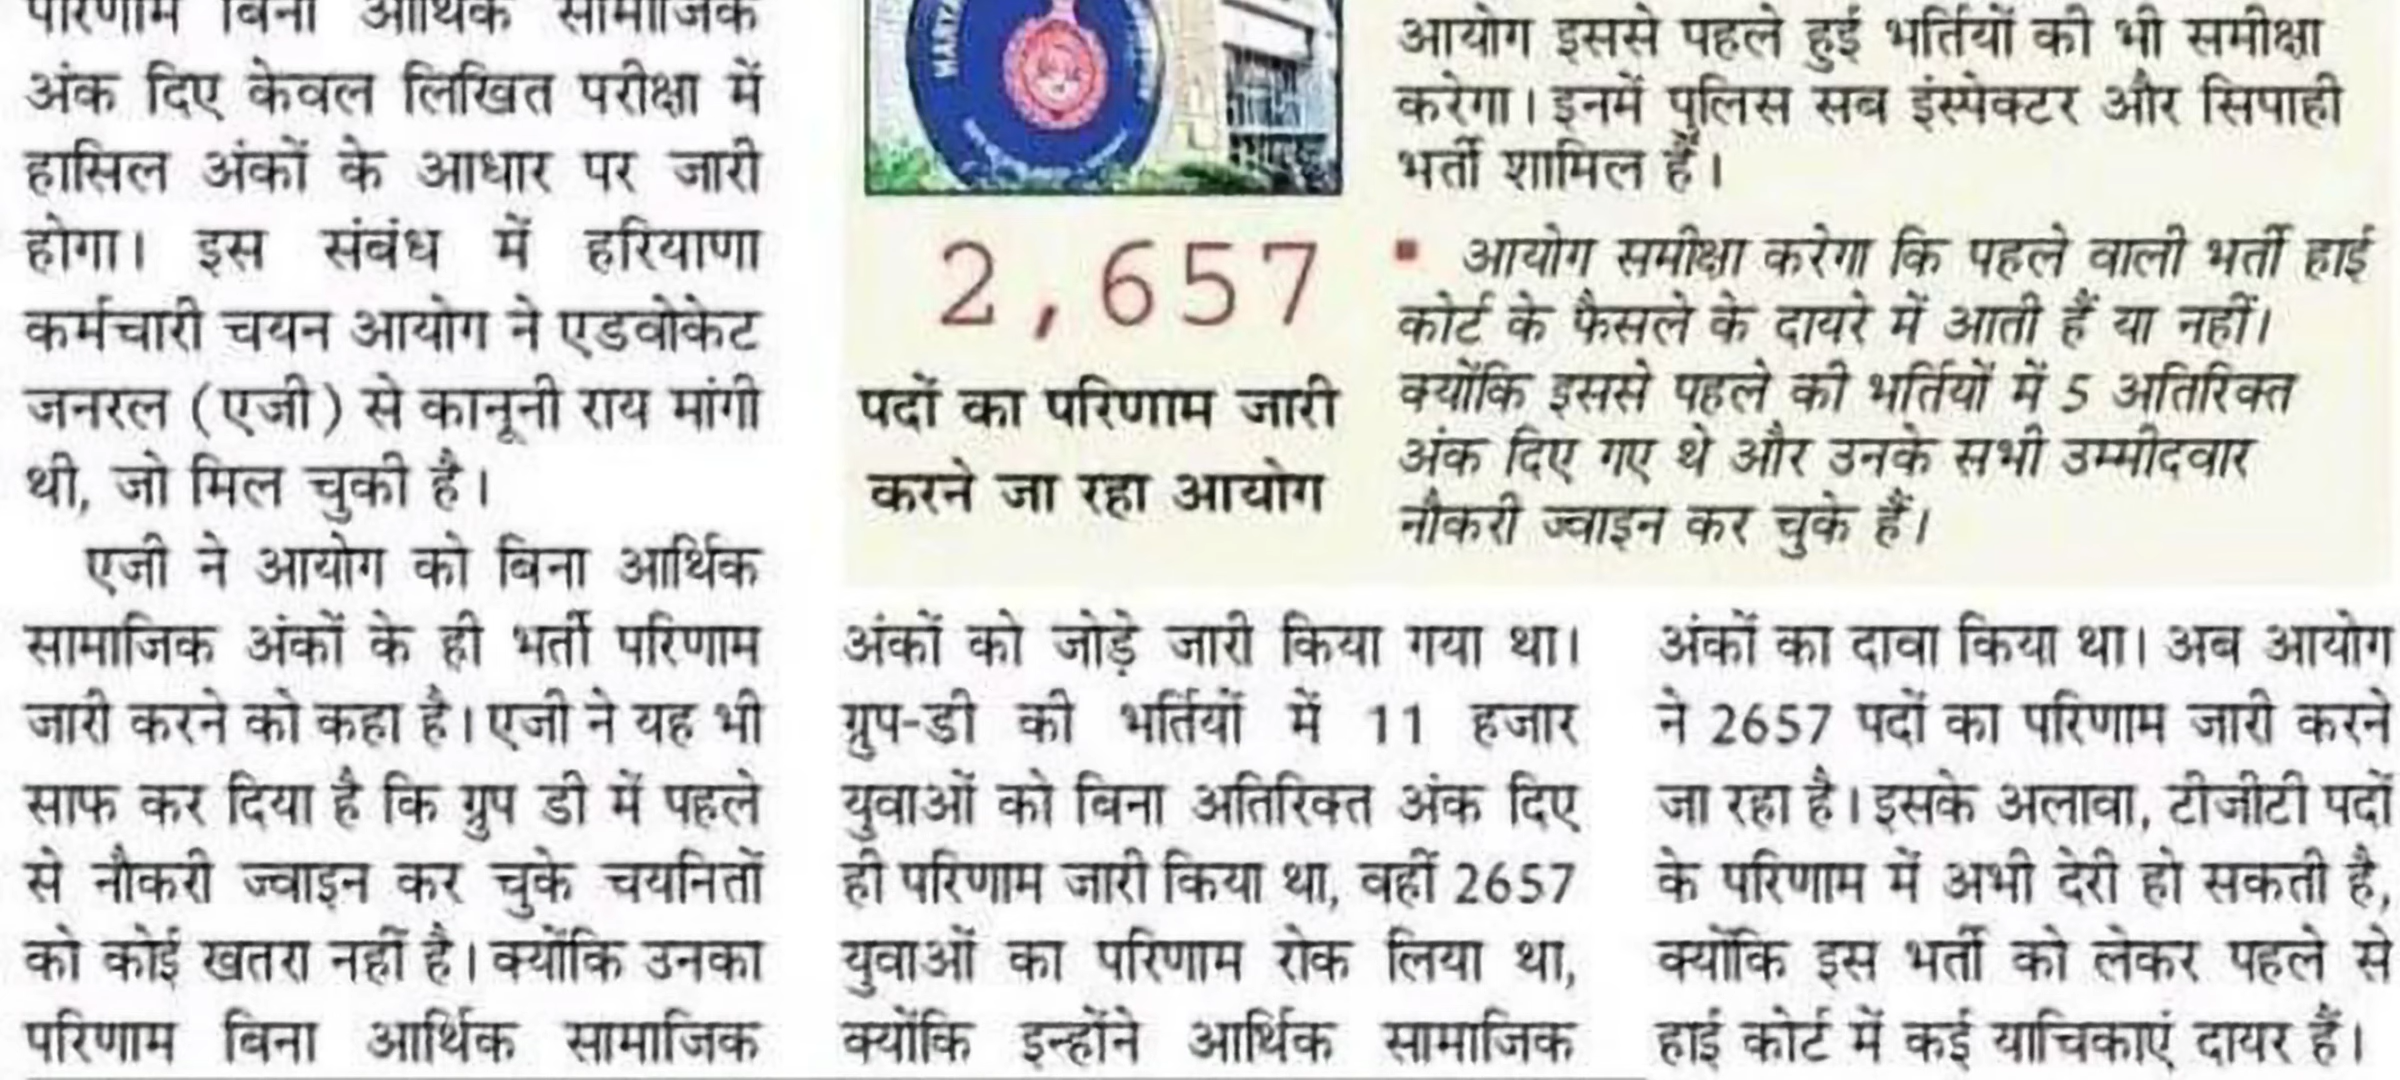 परिणाम बिना आर्थिक सामाजिक
अंक दिए केवल लिखित परीक्षा में
हासिल अंकों के आधार पर जारी
होगा। इस संबंध में हरियाणा
कर्मचारी चयन आयोग ने एडवोकेट
जनरल (एजी) से कानूनी राय मांगी
थी, जो मिल चुकी है।
एजी ने आयोग को बिना आर्थिक
सामाजिक अंकों के ही भर्ती परिणाम
जारी करने को कहा है। एजी ने यह भी
साफ कर दिया है कि ग्रुप डी में पहले
से नौकरी ज्वाइन कर चुके चयनितों
को कोई खतरा नहीं है। क्योंकि उनका
परिणाम बिना आर्थिक सामाजिक
2,657
पदों का परिणाम जारी
करने जा रहा आयोग
आयोग इससे पहले हुई भर्तियों की भी समीक्षा
करेगा। इनमें पुलिस सब इंस्पेक्टर और सिपाही
भर्ती शामिल हैं।
▪ आयोग समीक्षा करेगा कि पहले वाली भर्ती हाई
कोर्ट के फैसले के दायरे में आती हैं या नहीं।
क्योंकि इससे पहले की भर्तियों में 5 अतिरिक्त
अंक दिए गए थे और उनके सभी उम्मीदवार
नौकरी ज्वाइन कर चुके हैं।
अंकों को जोड़े जारी किया गया था।
ग्रुप-डी की भर्तियों में 11 हजार
युवाओं को बिना अतिरिक्त अंक दिए
ही परिणाम जारी किया था, वहीं 2657
युवाओं का परिणाम रोक लिया था,
क्योंकि इन्होंने आर्थिक सामाजिक
अंकों का दावा किया था। अब आयोग
ने 2657 पदों का परिणाम जारी करने
जा रहा है। इसके अलावा, टीजीटी पदों
के परिणाम में अभी देरी हो सकती है,
क्योंकि इस भर्ती को लेकर पहले से
हाई कोर्ट में कई याचिकाएं दायर हैं।